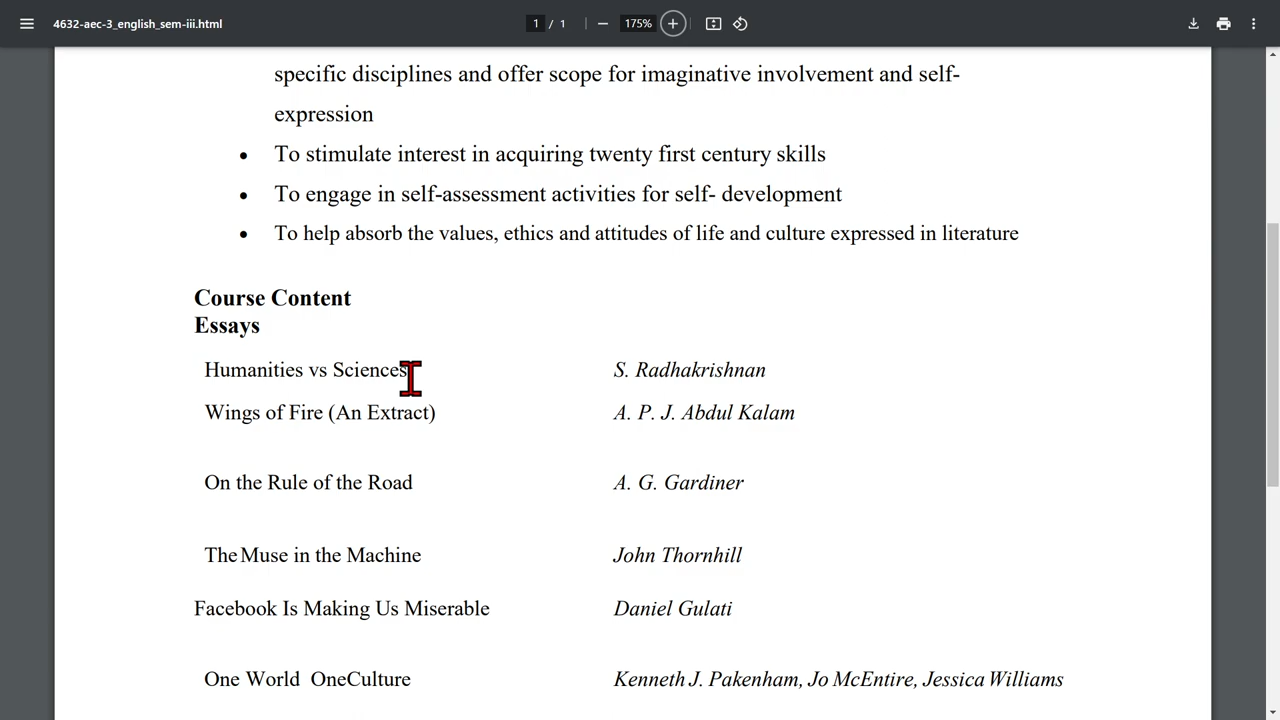 4632-aec-3_english_sem-iii.html 1 / 1 175%
specific disciplines and offer scope for imaginative involvement and self-
expression
• To stimulate interest in acquiring twenty first century skills
• To engage in self-assessment activities for self- development
• To help absorb the values, ethics and attitudes of life and culture expressed in literature
Course Content
Essays
Humanities vs Sciences S. Radhakrishnan
Wings of Fire (An Extract) A. P. J. Abdul Kalam
On the Rule of the Road A. G. Gardiner
The Muse in the Machine John Thornhill
Facebook Is Making Us Miserable Daniel Gulati
One World OneCulture Kenneth J. Pakenham, Jo McEntire, Jessica Williams